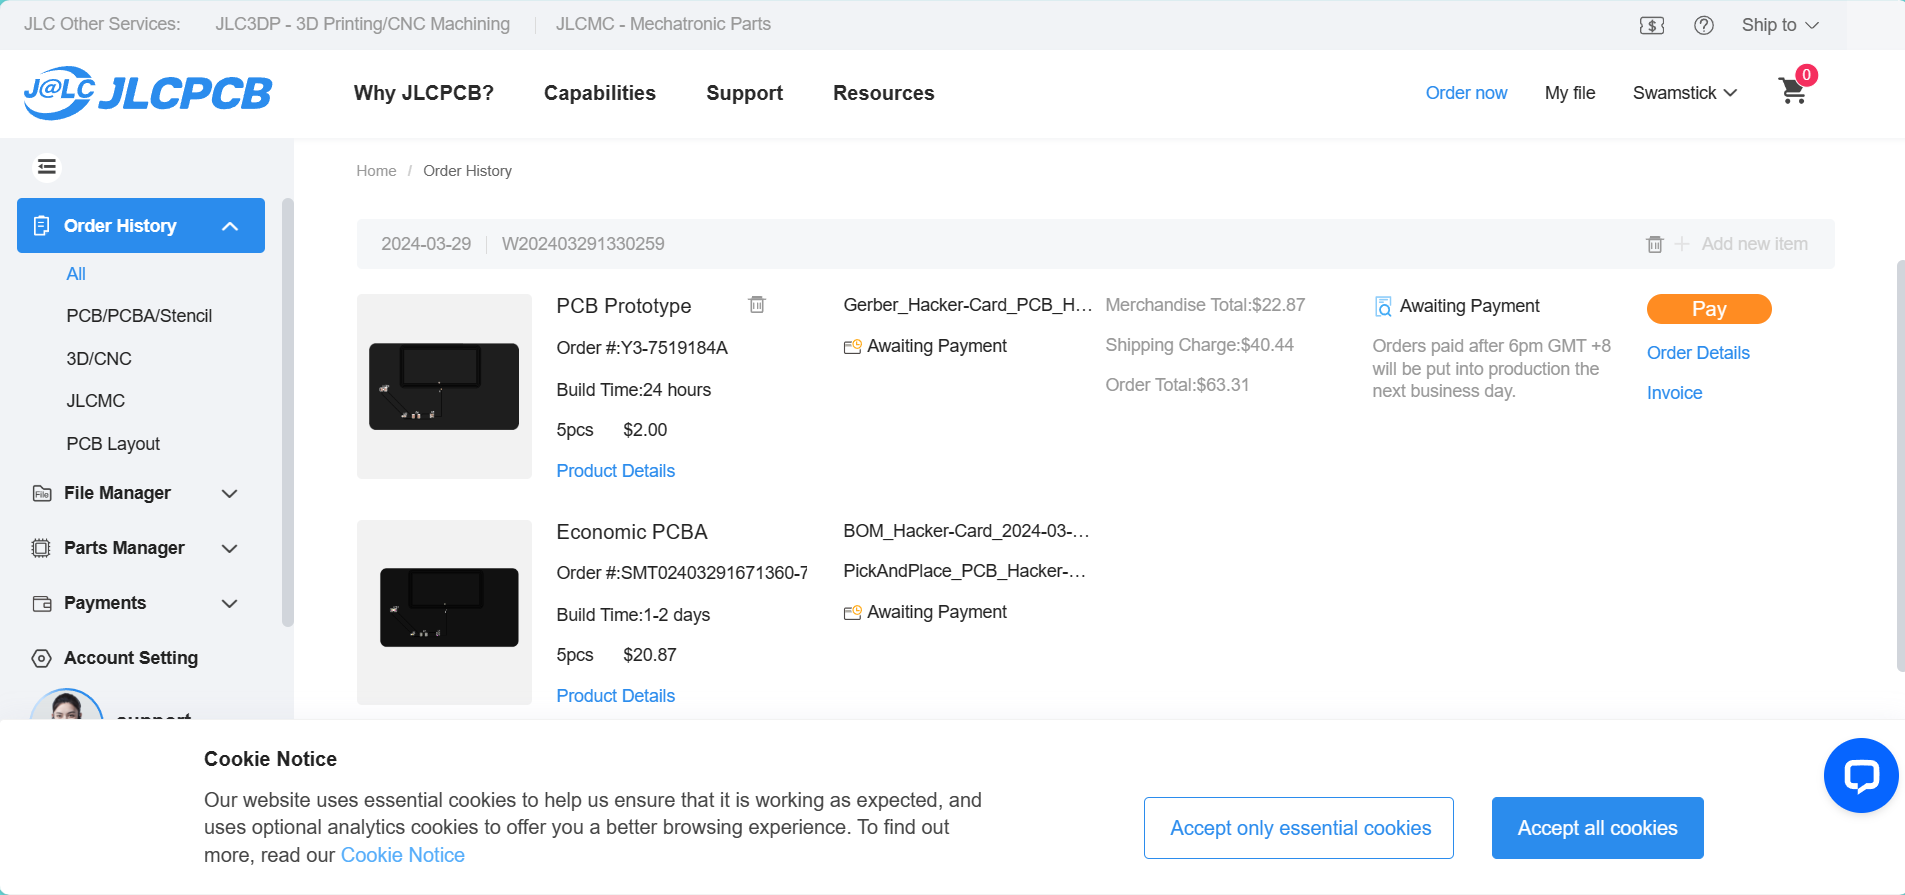 JLC Other Services: JLC3DP - 3D Printing/CNC Machining JLCMC - Mechatronic Parts Ship to
J@LC JLCPCB Why JLCPCB? Capabilities Support Resources Order now My file Swamstick 0
Home / Order History
Order History
All
PCB/PCBA/Stencil
3D/CNC
JLCMC
PCB Layout
File Manager
Parts Manager
Payments
Account Setting
support
2024-03-29 W202403291330259 Add new item
PCB Prototype
Order #:Y3-7519184A
Build Time:24 hours
5pcs $2.00
Product Details
Gerber_Hacker-Card_PCB_H...
Awaiting Payment
Merchandise Total:$22.87
Shipping Charge:$40.44
Order Total:$63.31
Awaiting Payment
Orders paid after 6pm GMT +8
will be put into production the
next business day.
Pay
Order Details
Invoice
Economic PCBA
Order #:SMT02403291671360-7
Build Time:1-2 days
5pcs $20.87
Product Details
BOM_Hacker-Card_2024-03-...
PickAndPlace_PCB_Hacker-...
Awaiting Payment
Cookie Notice
Our website uses essential cookies to help us ensure that it is working as expected, and
uses optional analytics cookies to offer you a better browsing experience. To find out
more, read our Cookie Notice
Accept only essential cookies
Accept all cookies